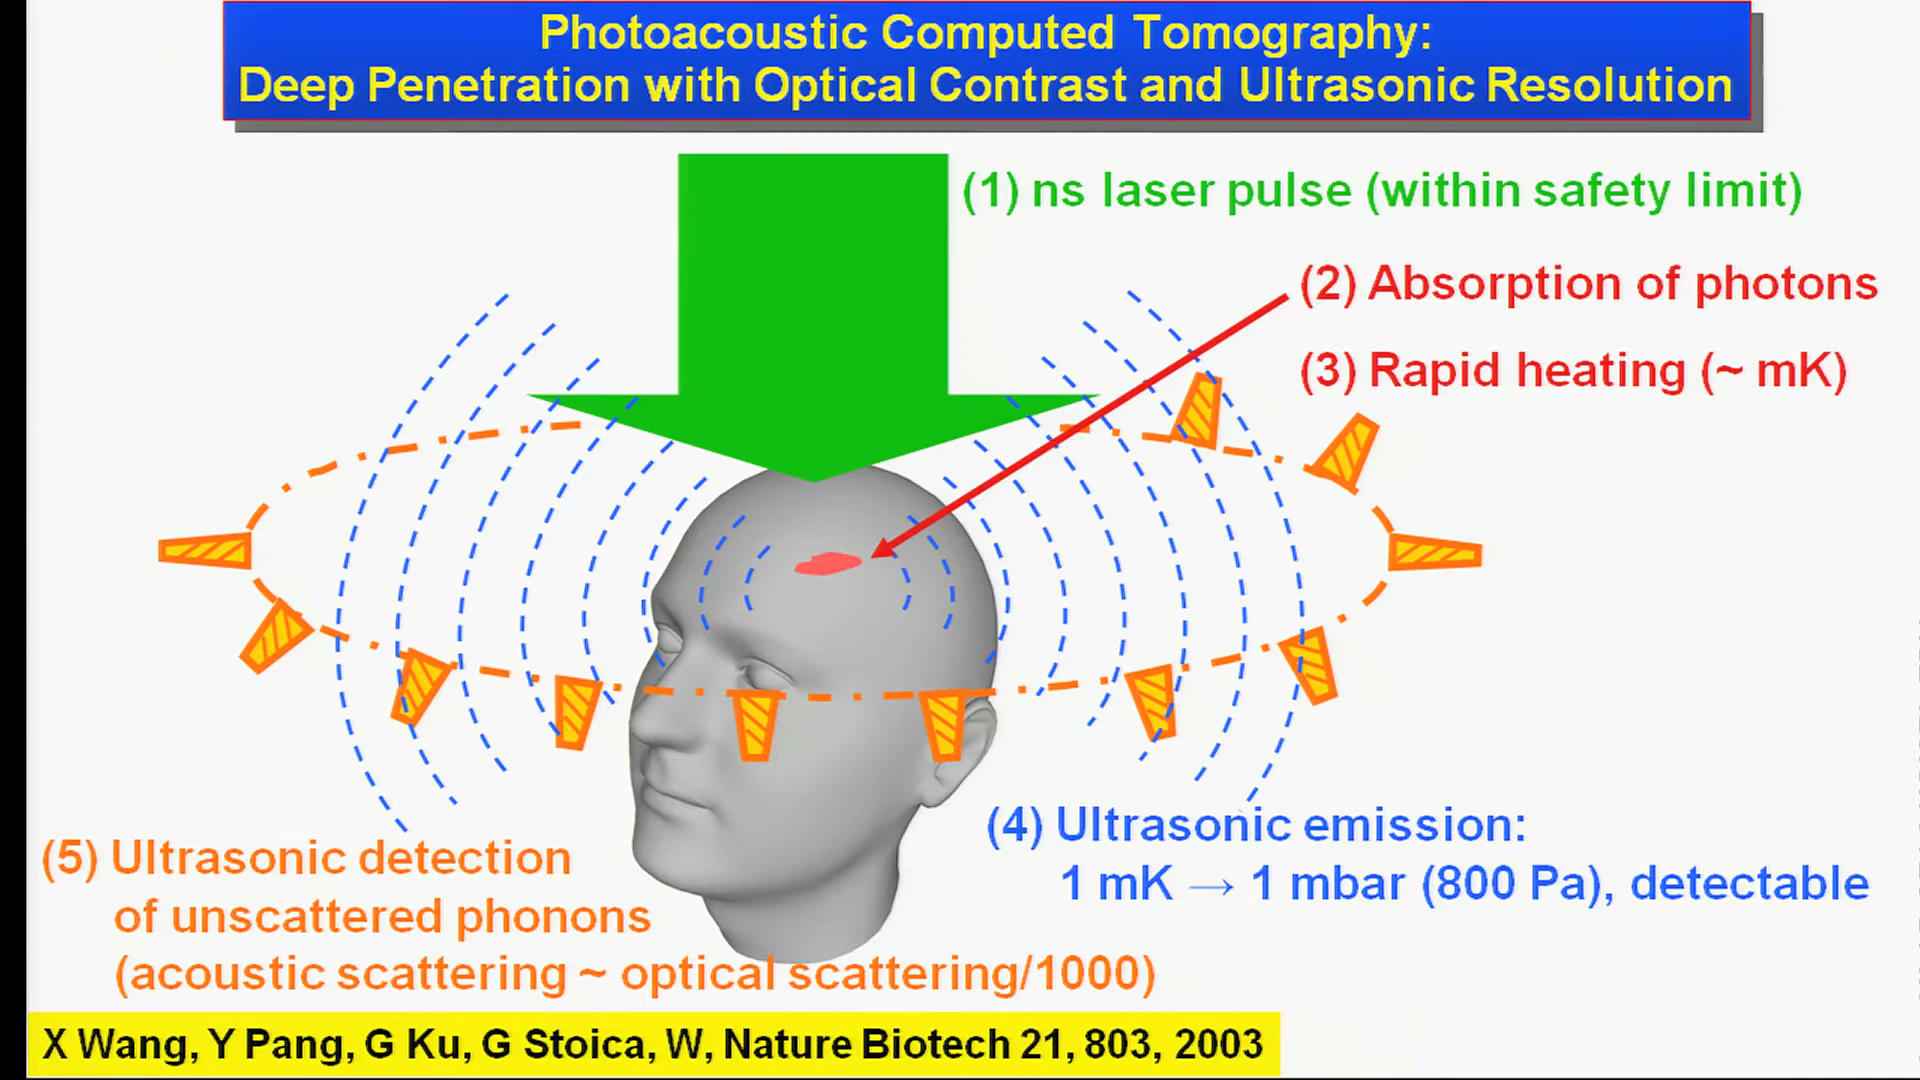 Photoacoustic Computed Tomography:
Deep Penetration with Optical Contrast and Ultrasonic Resolution
(1) ns laser pulse (within safety limit)
(2) Absorption of photons
(3) Rapid heating (~ mK)
(4) Ultrasonic emission:
1 mK → 1 mbar (800 Pa), detectable
(5) Ultrasonic detection
of unscattered phonons
(acoustic scattering ~ optical scattering/1000)
X Wang, Y Pang, G Ku, G Stoica, W, Nature Biotech 21, 803, 2003